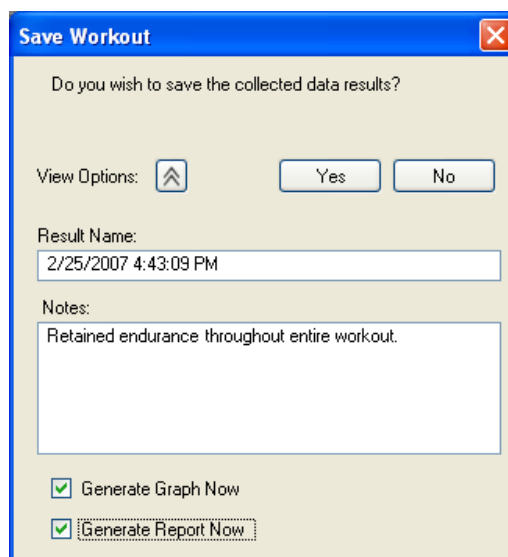 Save Workout
Do you wish to save the collected data results?
View Options:
Yes
No
Result Name:
2/25/2007 4:43:09 PM
Notes:
Retained endurance throughout entire workout.
Generate Graph Now
Generate Report Now